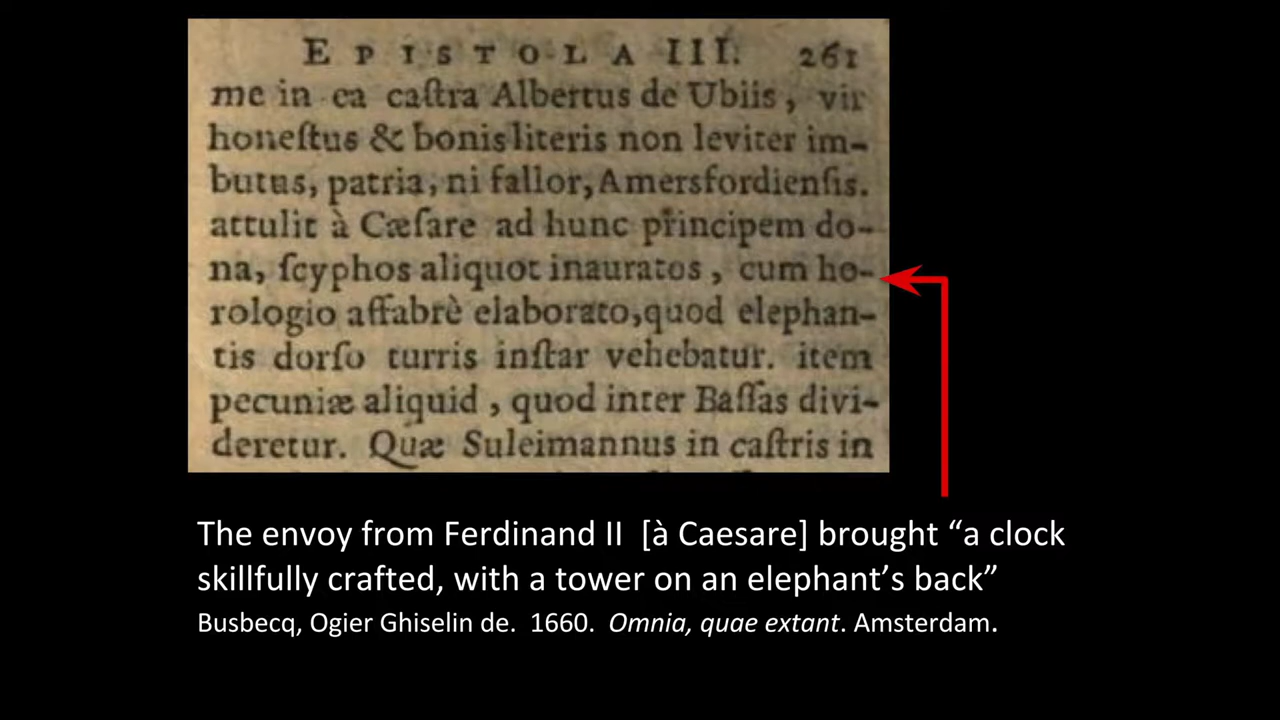 EPISTOLA III. 261
me in ea caſtra Albertus de Ubiis, vir
honeſtus & bonis literis non leviter im-
butus, patria, ni fallor, Amersfordienſis.
attulit à Cæſare ad hunc principem do-
na, ſcyphos aliquot inauratos, cum ho-
rologio affabrè elaborato, quod elephan-
tis dorſo turris inſtar vehebatur. item
pecuniæ aliquid, quod inter Baſſas divi-
deretur. Quæ Suleimannus in caſtris in
The envoy from Ferdinand II [à Caesare] brought “a clock
skillfully crafted, with a tower on an elephant’s back”
Busbecq, Ogier Ghiselin de. 1660. Omnia, quae extant. Amsterdam.